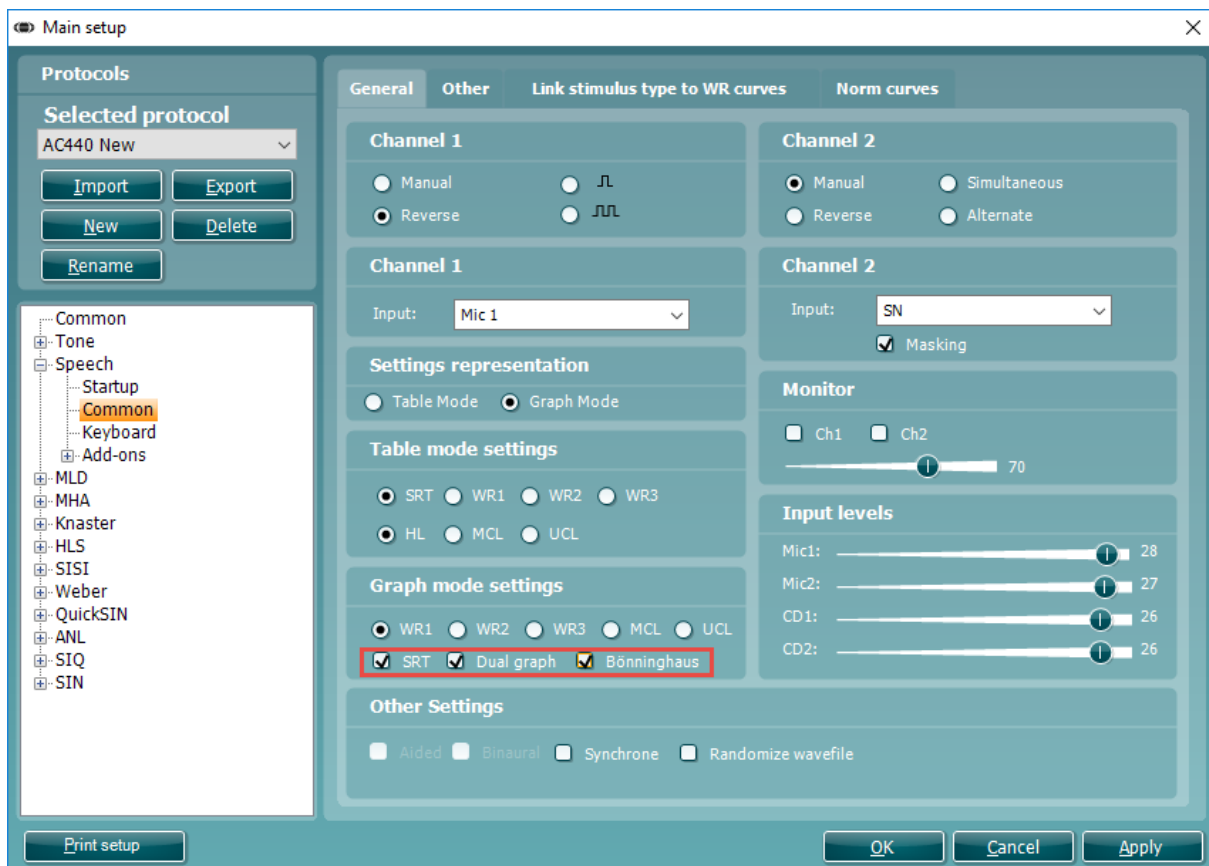 Main setup
Protocols
Selected protocol
AC440 New
Import Export
New Delete
Rename
Common
Tone
Speech
Startup
Common
Keyboard
Add-ons
MLD
MHA
Knaster
HLS
SISI
Weber
QuickSIN
ANL
SIQ
SIN
Print setup
General Other Link stimulus type to WR curves Norm curves
Channel 1
Manual
Reverse
Channel 2
Manual Simultaneous
Reverse Alternate
Channel 1
Input: Mic 1
Channel 2
Input: SN
Masking
Settings representation
Table Mode Graph Mode
Table mode settings
SRT WR1 WR2 WR3
HL MCL UCL
Graph mode settings
WR1 WR2 WR3 MCL UCL
SRT Dual graph Bönninghaus
Monitor
Ch1 Ch2
70
Input levels
Mic1: 28
Mic2: 27
CD1: 26
CD2: 26
Other Settings
Aided Binaural Synchrone Randomize wavefile
OK Cancel Apply